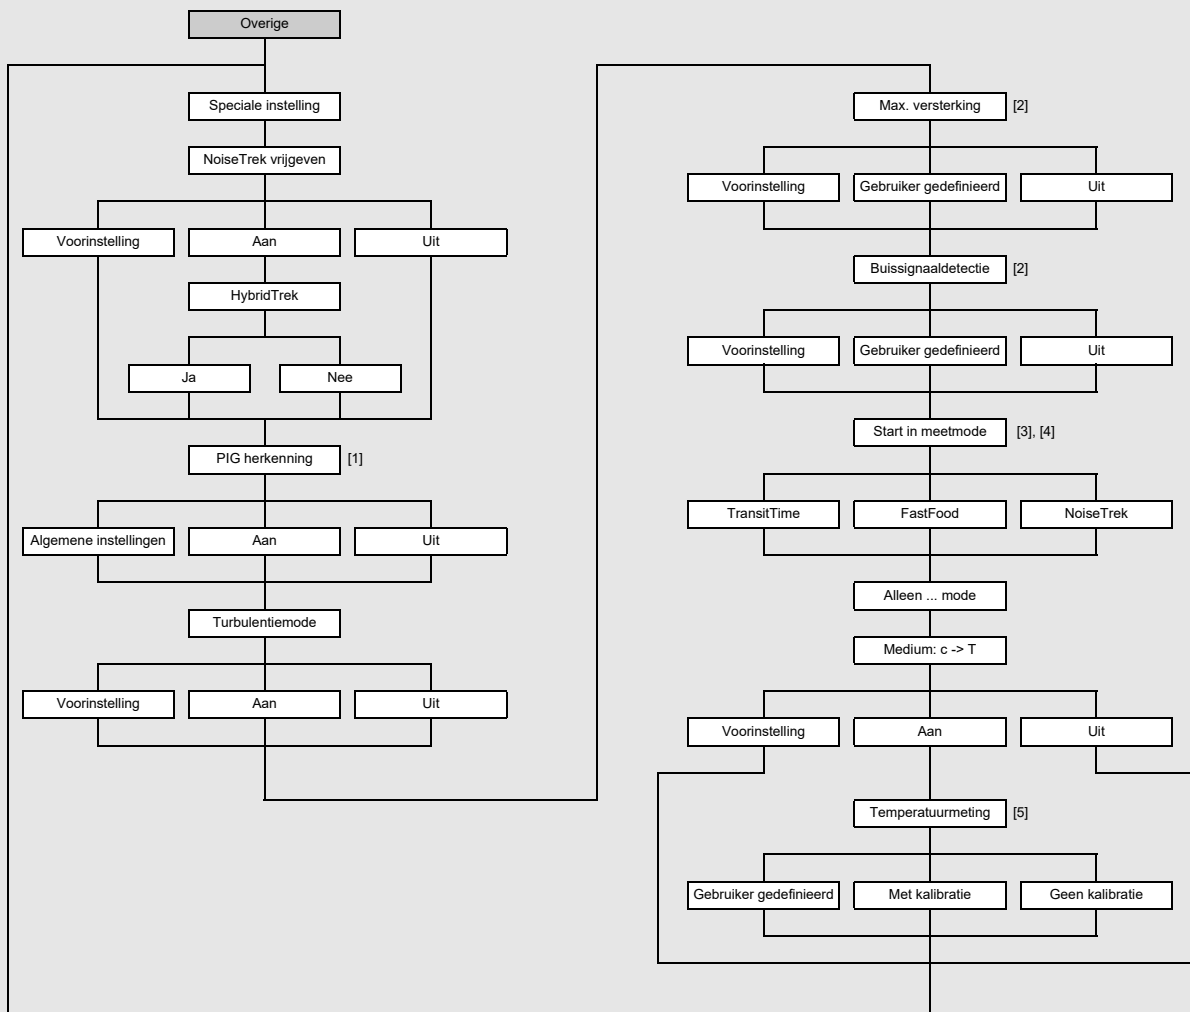 Overige
Speciale instelling
NoiseTrek vrijgeven
Voorinstelling
Aan
Uit
HybridTrek
Ja
Nee
PIG herkenning [1]
Algemene instellingen
Aan
Uit
Turbulentiemode
Voorinstelling
Aan
Uit
Max. versterking [2]
Voorinstelling
Gebruiker gedefinieerd
Uit
Buissignaaldetectie [2]
Voorinstelling
Gebruiker gedefinieerd
Uit
Start in meetmode [3], [4]
TransitTime
FastFood
NoiseTrek
Alleen ... mode
Medium: c -> T
Voorinstelling
Aan
Uit
Temperatuurmeting [5]
Gebruiker gedefinieerd
Met kalibratie
Geen kalibratie